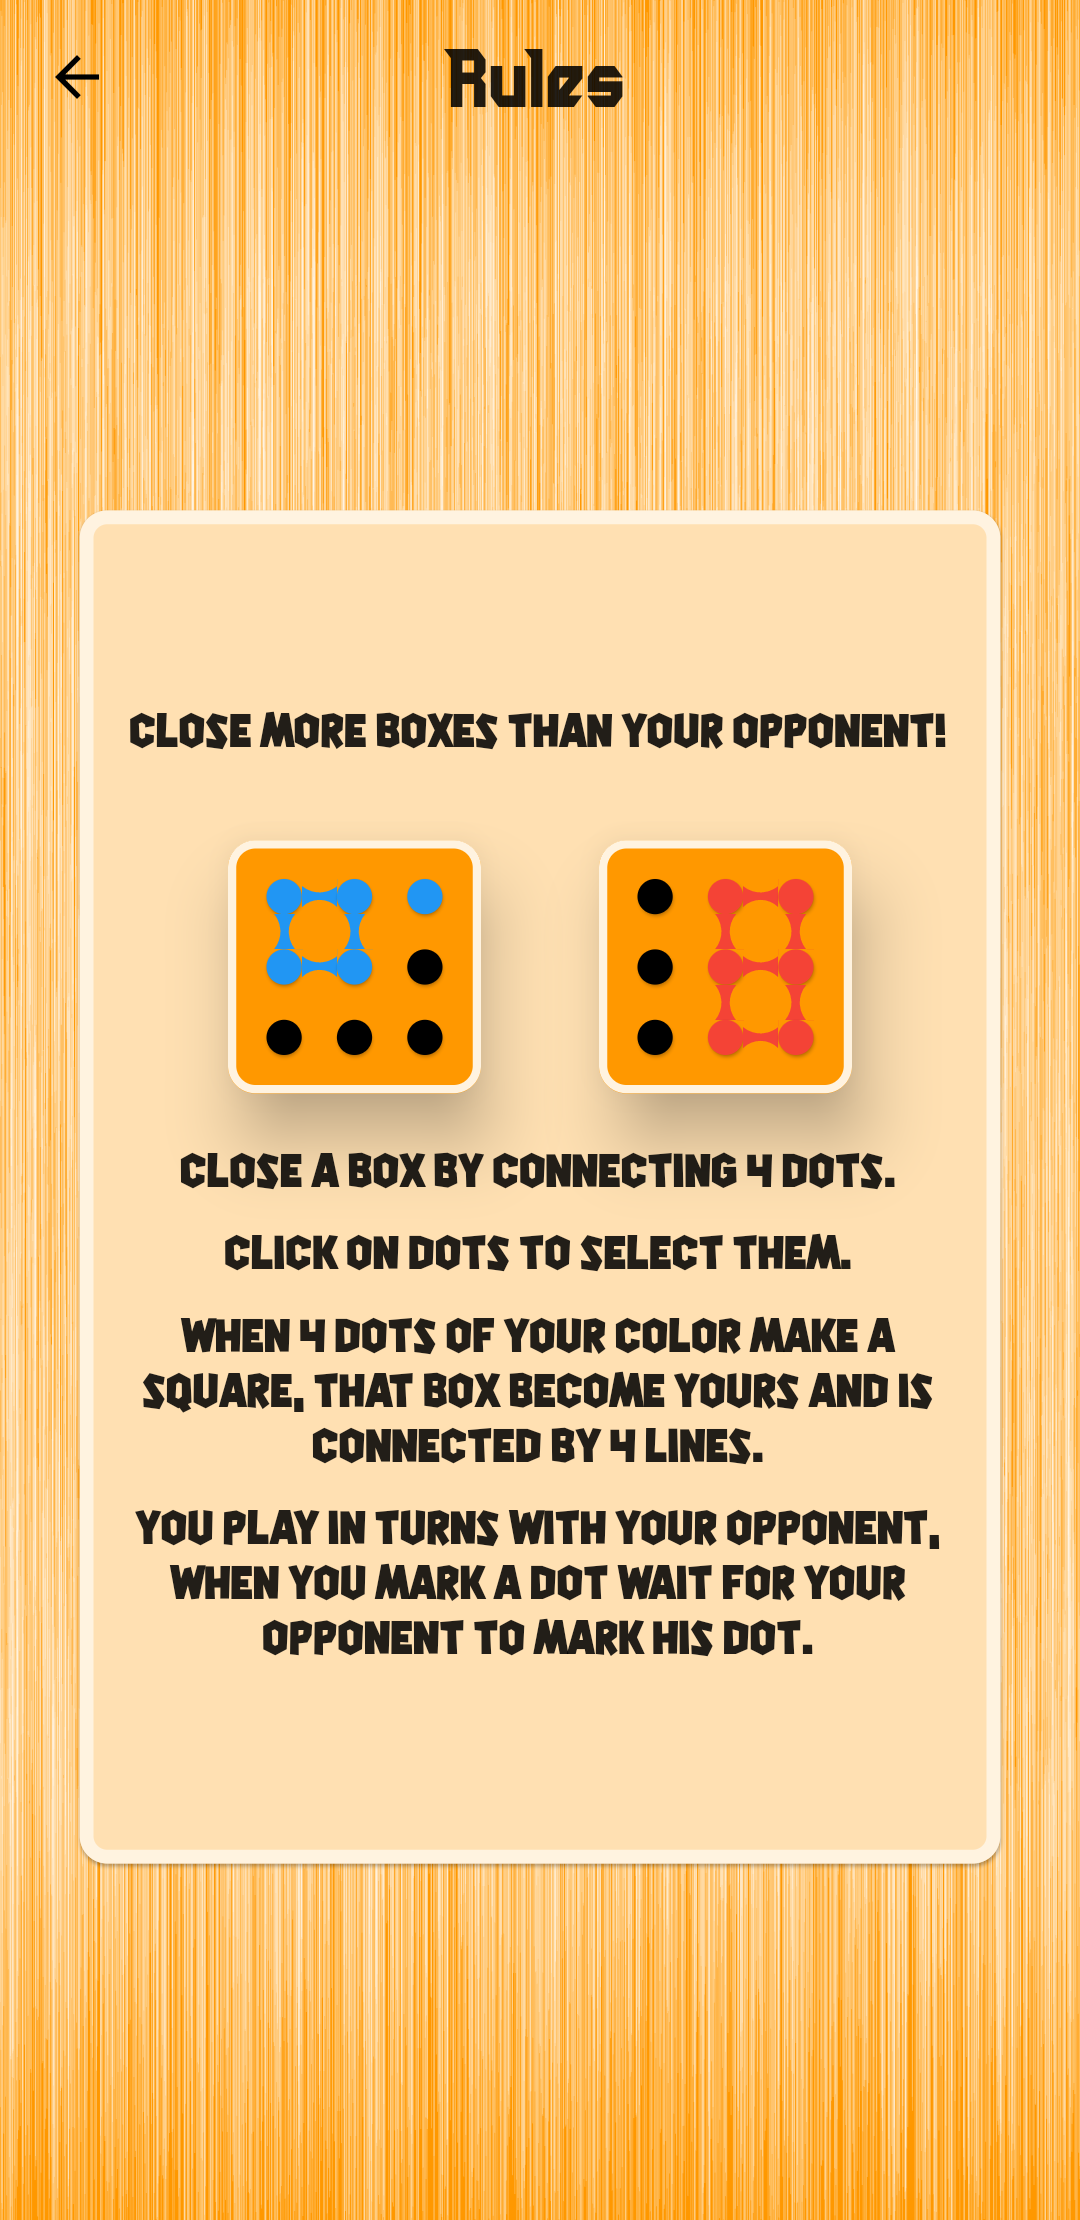 Rules
CLOSE MORE BOXES THAN YOUR OPPONENT!
CLOSE A BOX BY CONNECTING 4 DOTS.
CLICK ON DOTS TO SELECT THEM.
WHEN 4 DOTS OF YOUR COLOR MAKE A
SQUARE, THAT BOX BECOME YOURS AND IS
CONNECTED BY 4 LINES.
YOU PLAY IN TURNS WITH YOUR OPPONENT,
WHEN YOU MARK A DOT WAIT FOR YOUR
OPPONENT TO MARK HIS DOT.